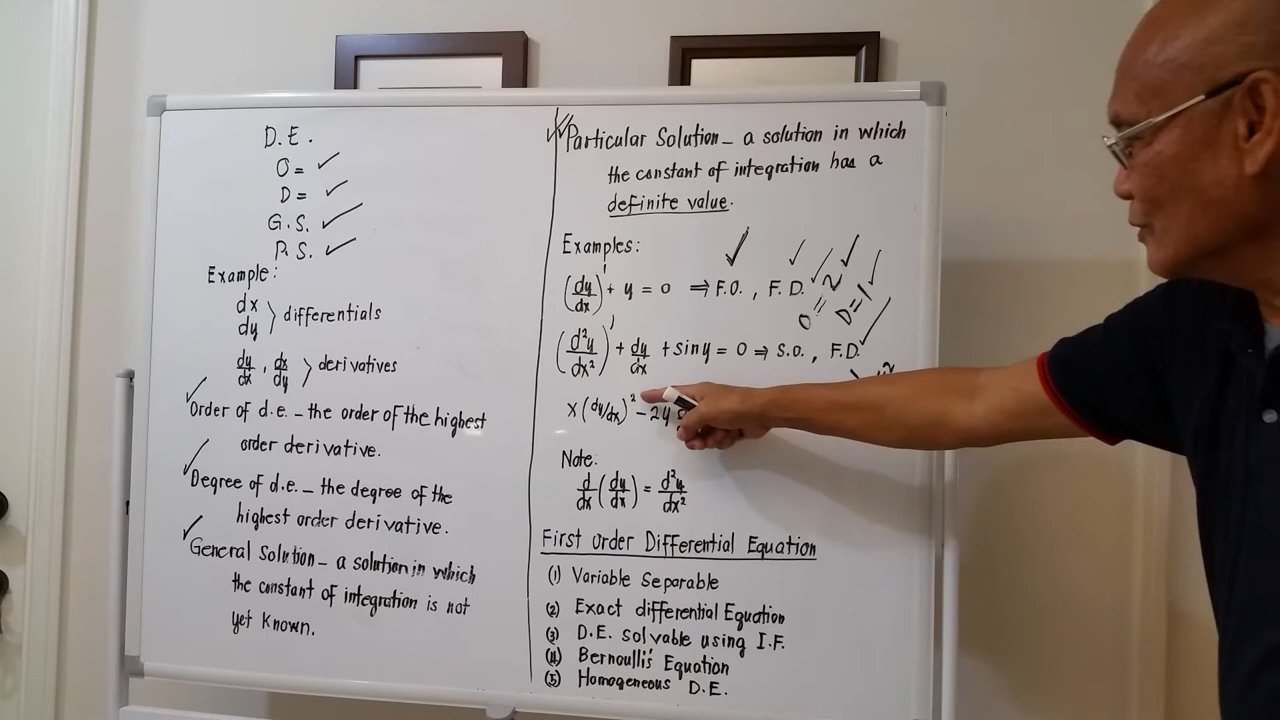 D.E.
O = ✓
D = ✓
G.S. ✓
P.S. ✓
Example:
dx
dy > differentials
dy/dx , dx/dy > derivatives
Order of d.e. – the order of the highest
order derivative.
Degree of d.e. – the degree of the
highest order derivative.
General Solution – a solution in which
the constant of integration is not
yet known.
Particular Solution – a solution in which
the constant of integration has a
definite value.
Examples:
(dy/dx)' + y = 0 ⇒ F.O. , F.D.
O = 1
D = 1
(d²y/dx²)' + dy/dx + sin y = 0 ⇒ S.O. , F.D.
x (dy/dx)² – 2y
Note:
d/dx (dy/dx) = d²y/dx²
First Order Differential Equation
(1) Variable Separable
(2) Exact differential Equation
(3) D.E. solvable using I.F.
(4) Bernoulli's Equation
(5) Homogeneous D.E.